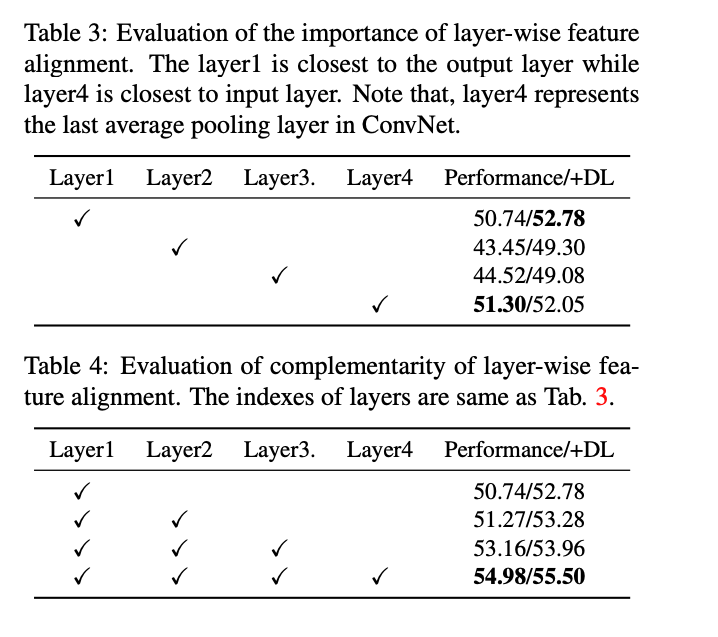 Table 3: Evaluation of the importance of layer-wise feature
alignment. The layer1 is closest to the output layer while
layer4 is closest to input layer. Note that, layer4 represents
the last average pooling layer in ConvNet.
Layer1 Layer2 Layer3. Layer4 Performance/+DL
✓ 50.74/52.78
✓ 43.45/49.30
✓ 44.52/49.08
✓ 51.30/52.05
Table 4: Evaluation of complementarity of layer-wise fea-
ture alignment. The indexes of layers are same as Tab. 3.
Layer1 Layer2 Layer3. Layer4 Performance/+DL
✓ 50.74/52.78
✓ ✓ 51.27/53.28
✓ ✓ ✓ 53.16/53.96
✓ ✓ ✓ ✓ 54.98/55.50